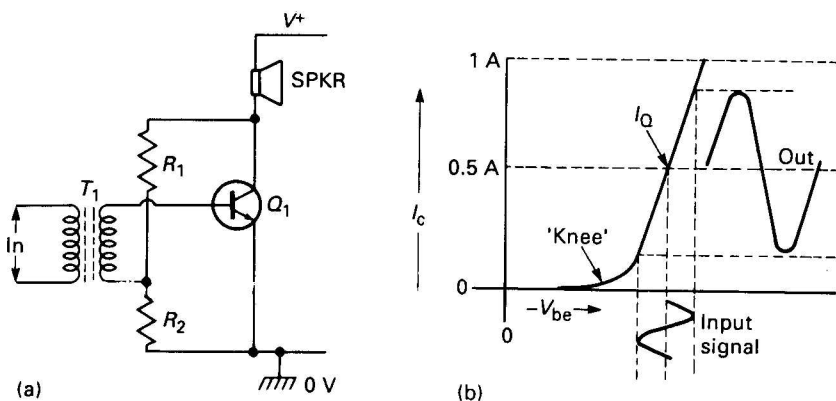 V+
SPKR
R1
T1
Q1
In
R2
0 V
(a)
1 A
IQ
0.5 A
Out
Ic
'Knee'
0
-Vbe→
0
Input
signal
(b)